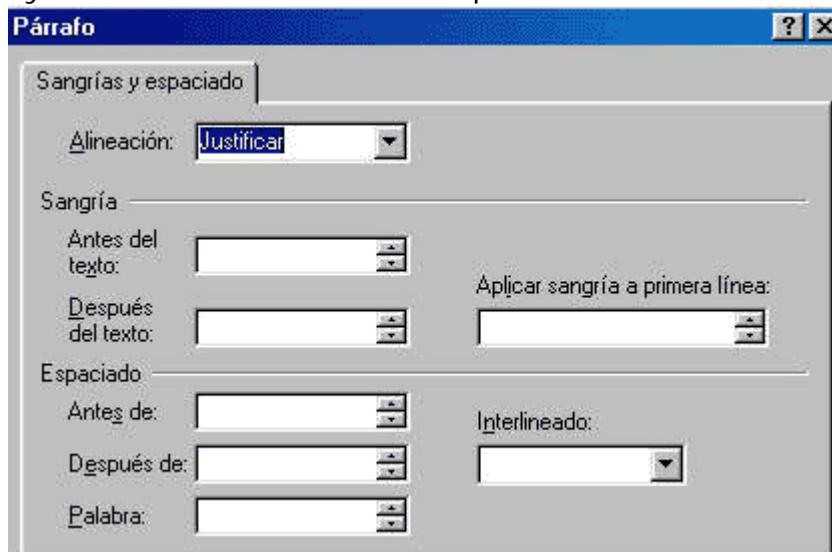 Párrafo
Sangrías y espaciado
Alineación: Justificar
Sangría
Antes del
texto:
Aplicar sangría a primera línea:
Después
del texto:
Espaciado
Antes de:
Interlineado:
Después de:
Palabra: